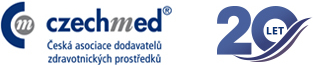 czechmed®
Česká asociace dodavatelů
zdravotnických prostředků
20 LET